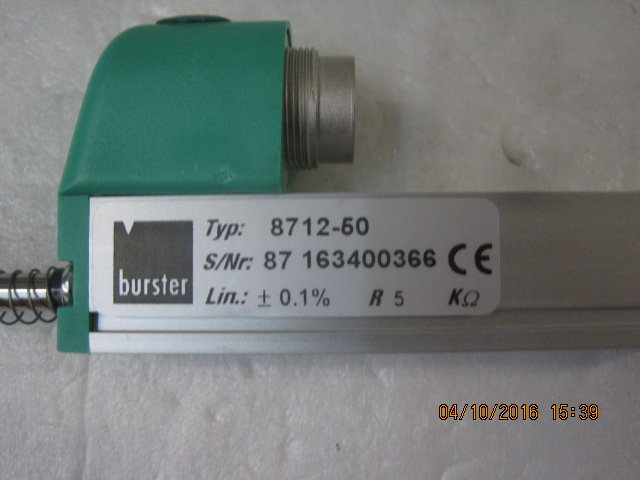 burster
Typ: 8712-50
S/Nr: 87 163400366 CE
Lin.: ± 0.1% R 5 KΩ
04/10/2016 15:39